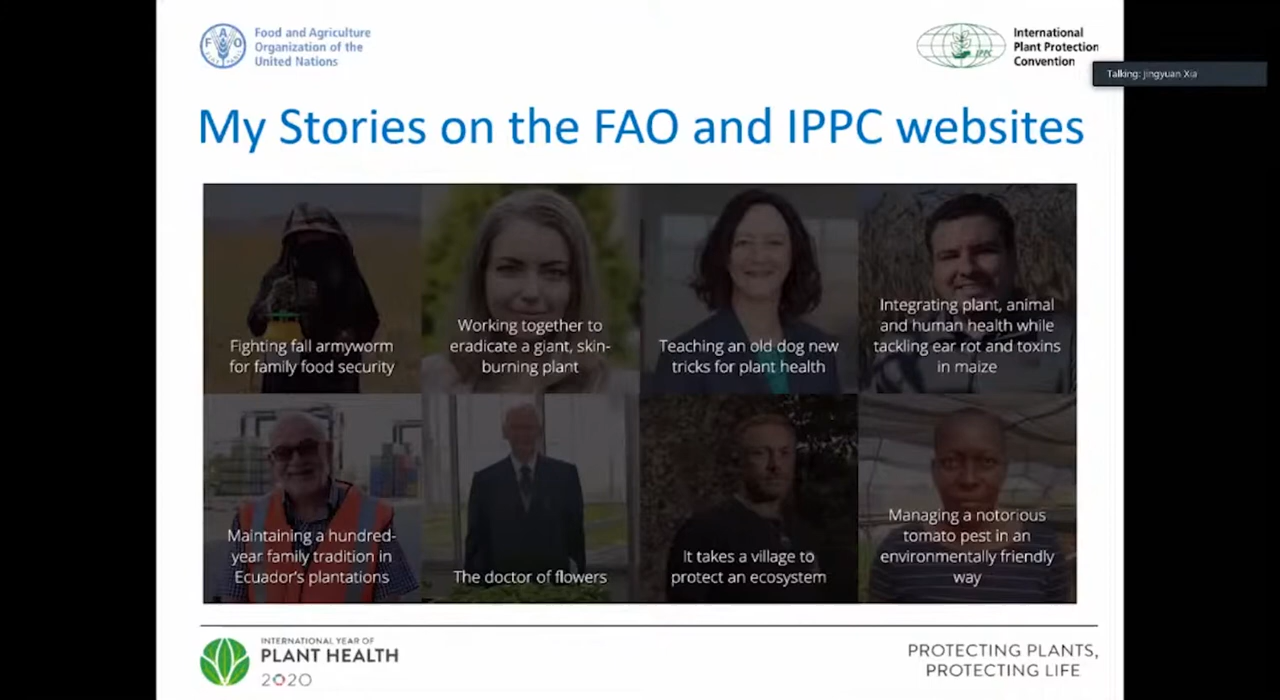 Food and Agriculture
Organization of the
United Nations
FAO
IPPC
International
Plant Protection
Convention
Talking: Jingyuan Xia
My Stories on the FAO and IPPC websites
Fighting fall armyworm
for family food security
Working together to
eradicate a giant, skin-
burning plant
Teaching an old dog new
tricks for plant health
Integrating plant, animal
and human health while
tackling ear rot and toxins
in maize
Maintaining a hundred-
year family tradition in
Ecuador's plantations
The doctor of flowers
It takes a village to
protect an ecosystem
Managing a notorious
tomato pest in an
environmentally friendly
way
INTERNATIONAL YEAR OF
PLANT HEALTH
2020
PROTECTING PLANTS,
PROTECTING LIFE